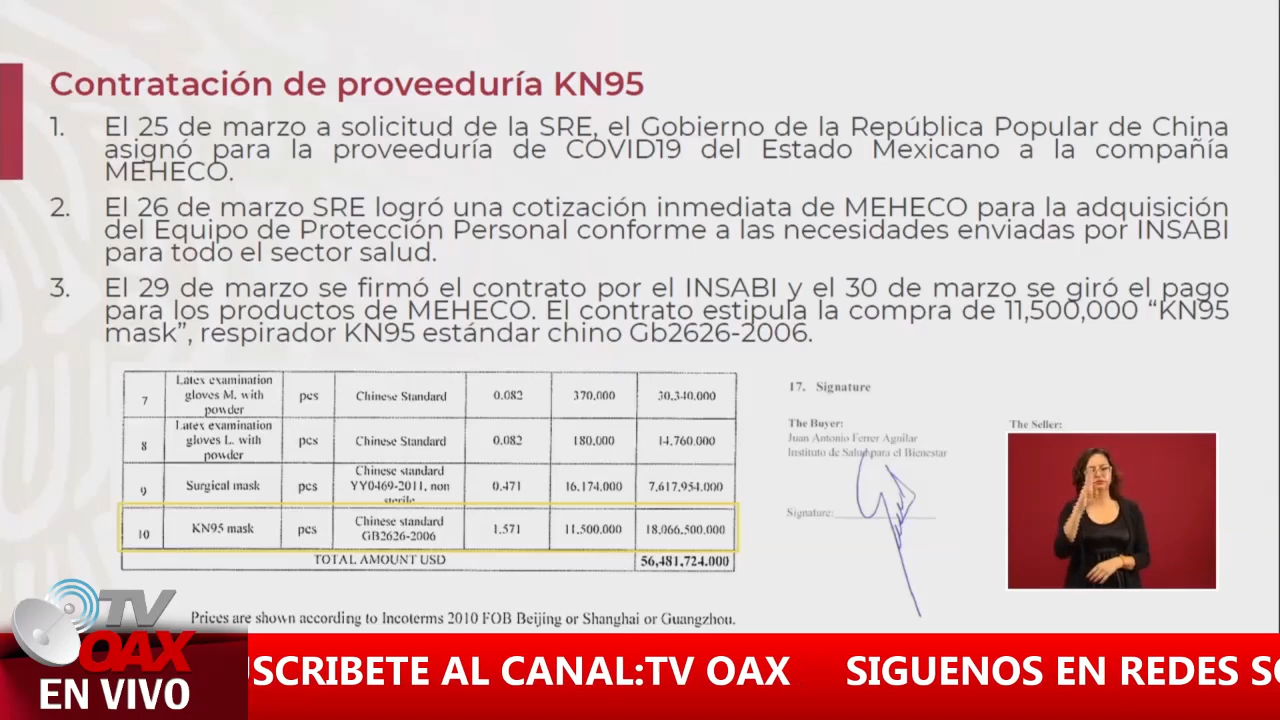 Contratación de proveeduría KN95
1. El 25 de marzo a solicitud de la SRE, el Gobierno de la República Popular de China
asignó para la proveeduría de COVID19 del Estado Mexicano a la compañía
MEHECO.
2. El 26 de marzo SRE logró una cotización inmediata de MEHECO para la adquisición
del Equipo de Protección Personal conforme a las necesidades enviadas por INSABI
para todo el sector salud.
3. El 29 de marzo se firmó el contrato por el INSABI y el 30 de marzo se giró el pago
para los productos de MEHECO. El contrato estipula la compra de 11,500,000 “KN95
mask”, respirador KN95 estándar chino Gb2626-2006.
7 Latex examination gloves M. with powder pcs Chinese Standard 0.082 370,000 30,340.000
8 Latex examination gloves L. with powder pcs Chinese Standard 0.082 180,000 14,760.000
9 Surgical mask pcs Chinese standard YY0469-2011, non sterile 0.471 16,174,000 7,617,954.000
10 KN95 mask pcs Chinese standard GB2626-2006 1.571 11,500,000 18,066,500.000
TOTAL AMOUNT USD 56,481,724.000
Prices are shown according to Incoterms 2010 FOB Beijing or Shanghai or Guangzhou.
17. Signature
The Buyer:
Juan Antonio Ferrer Aguilar
Instituto de Salud para el Bienestar
Signature:
The Seller:
TV
OAX
EN VIVO
USCRIBETE AL CANAL:TV OAX SIGUENOS EN REDES SO